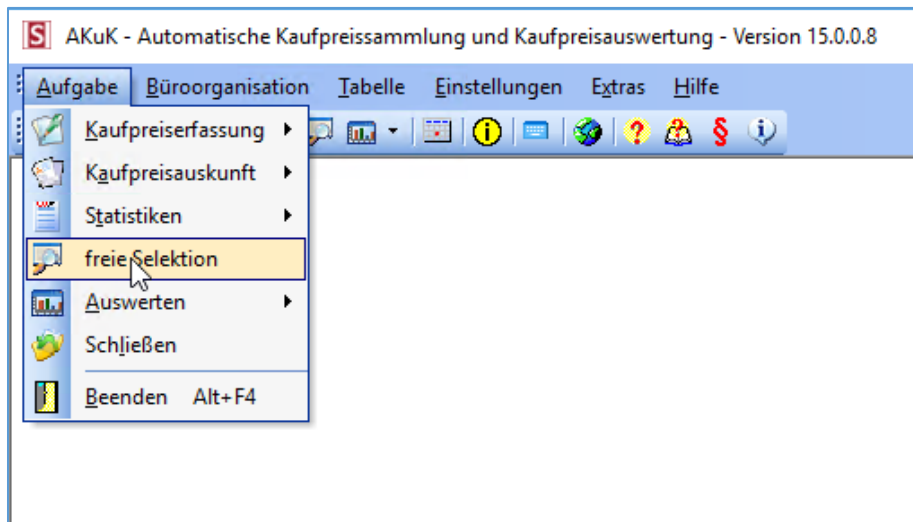 S AKuK - Automatische Kaufpreissammlung und Kaufpreisauswertung - Version 15.0.0.8
Aufgabe Büroorganisation Tabelle Einstellungen Extras Hilfe
Kaufpreiserfassung
Kaufpreisauskunft
Statistiken
freie Selektion
Auswerten
Schließen
Beenden Alt+F4